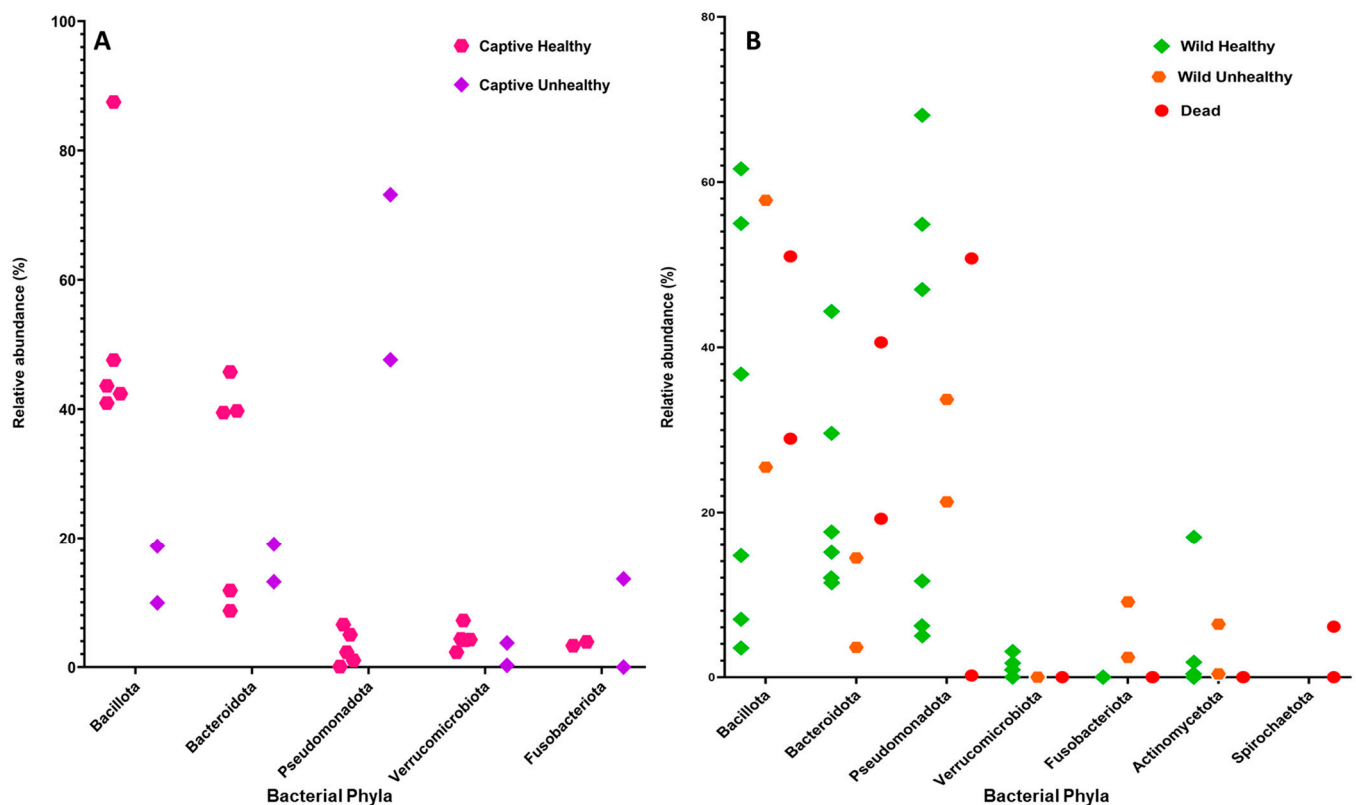 A
Captive Healthy
Captive Unhealthy
Relative abundance (%)
100
80
60
40
20
0
Bacillota
Bacteroidota
Pseudomonadota
Verrucomicrobiota
Fusobacteriota
Bacterial Phyla
B
Wild Healthy
Wild Unhealthy
Dead
Relative abundance (%)
80
60
40
20
0
Bacillota
Bacteroidota
Pseudomonadota
Verrucomicrobiota
Fusobacteriota
Actinomycetota
Spirochaetota
Bacterial Phyla